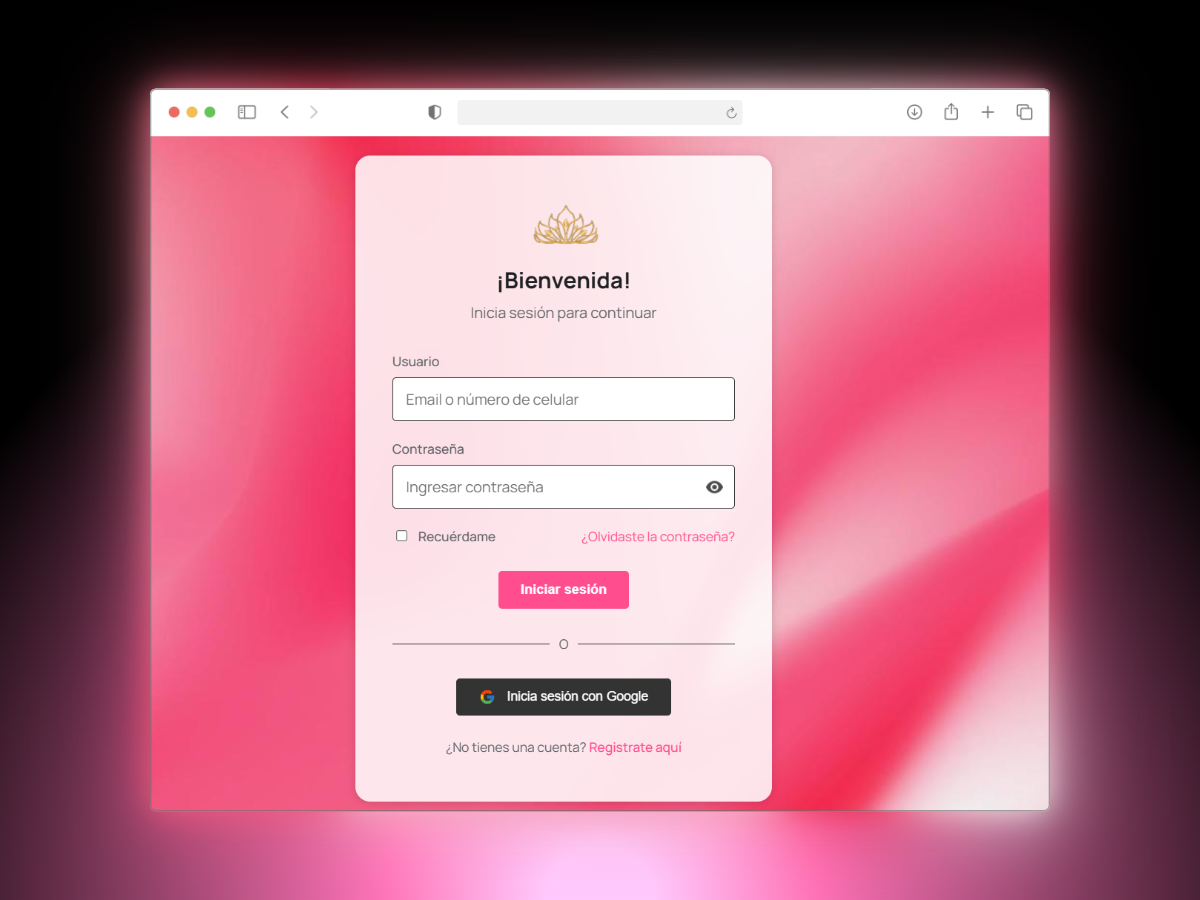 ¡Bienvenida!
Inicia sesión para continuar
Usuario
Email o número de celular
Contraseña
Ingresar contraseña
Recuérdame ¿Olvidaste la contraseña?
Iniciar sesión
O
Inicia sesión con Google
¿No tienes una cuenta? Registrate aquí